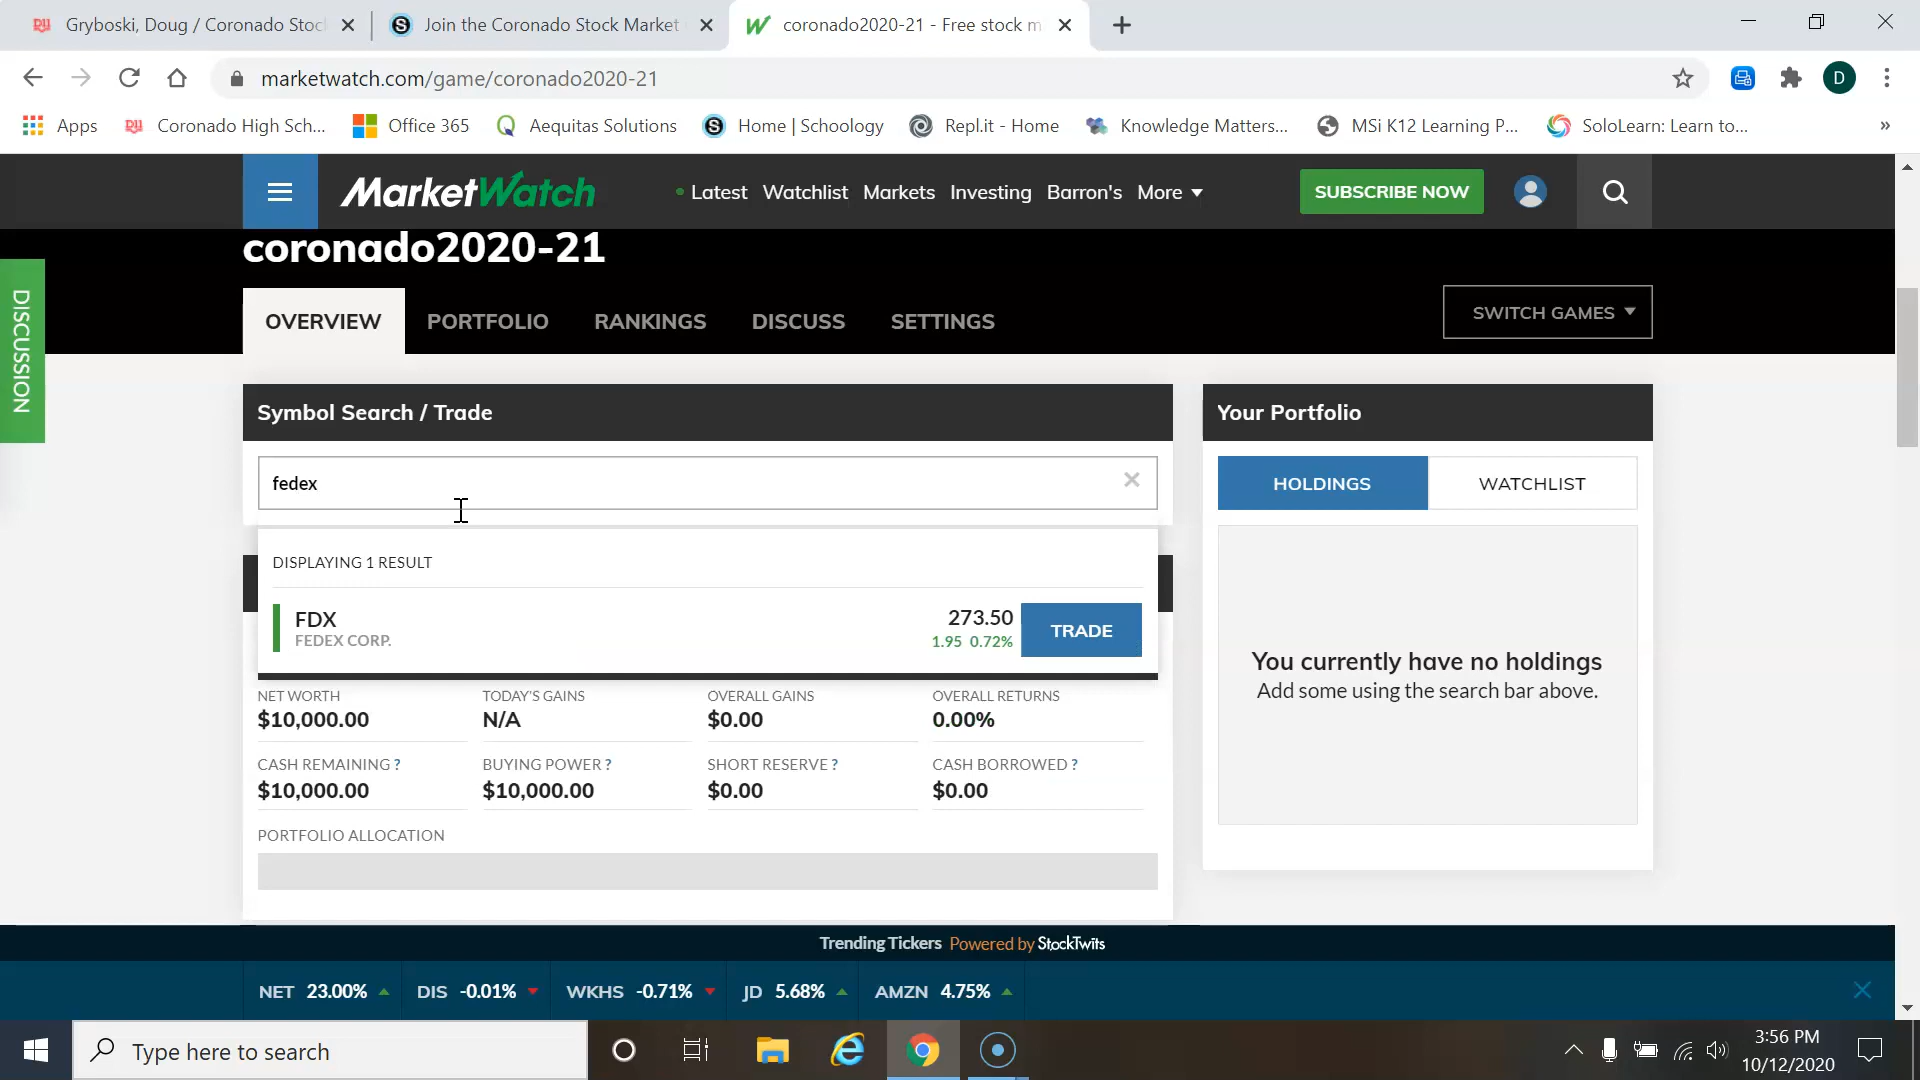 Gryboski, Doug / Coronado Stoc
Join the Coronado Stock Market
coronado2020-21 - Free stock m
marketwatch.com/game/coronado2020-21
D
Apps
Coronado High Sch...
Office 365
Aequitas Solutions
Home | Schoology
Repl.it - Home
Knowledge Matters...
MSi K12 Learning P...
SoloLearn: Learn to...
»
MarketWatch
Latest
Watchlist
Markets
Investing
Barron's
More
SUBSCRIBE NOW
coronado2020-21
DISCUSSION
OVERVIEW
PORTFOLIO
RANKINGS
DISCUSS
SETTINGS
SWITCH GAMES
Symbol Search / Trade
fedex
DISPLAYING 1 RESULT
FDX
FEDEX CORP.
273.50
1.95 0.72%
TRADE
NET WORTH
$10,000.00
TODAY'S GAINS
N/A
OVERALL GAINS
$0.00
OVERALL RETURNS
0.00%
CASH REMAINING ?
$10,000.00
BUYING POWER ?
$10,000.00
SHORT RESERVE ?
$0.00
CASH BORROWED ?
$0.00
PORTFOLIO ALLOCATION
Your Portfolio
HOLDINGS
WATCHLIST
You currently have no holdings
Add some using the search bar above.
Trending Tickers Powered by StockTwits
NET 23.00%
DIS -0.01%
WKHS -0.71%
JD 5.68%
AMZN 4.75%
Type here to search
3:56 PM
10/12/2020